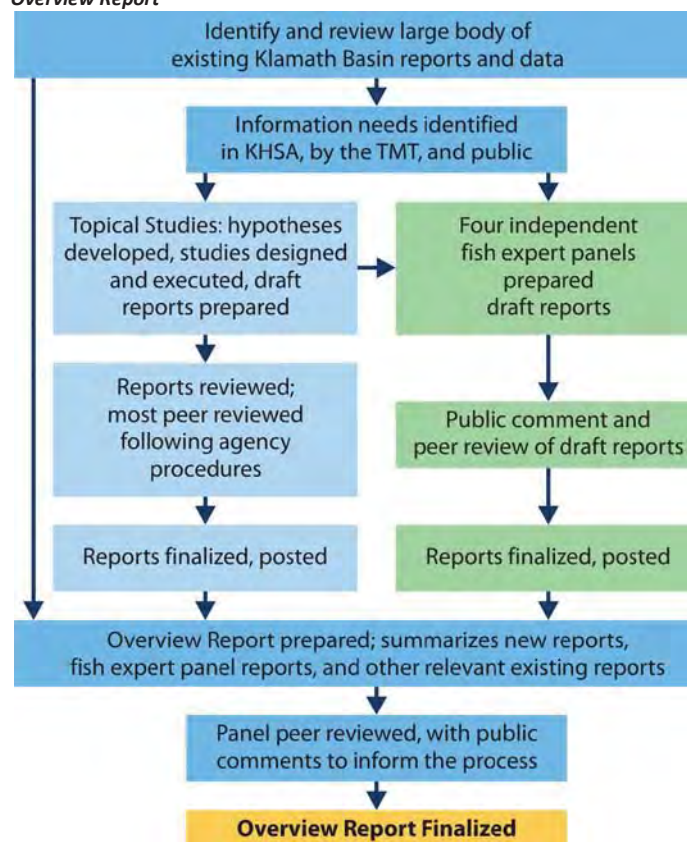 Overview Report
Identify and review large body of
existing Klamath Basin reports and data
Information needs identified
in KHSA, by the TMT, and public
Topical Studies: hypotheses
developed, studies designed
and executed, draft
reports prepared
Four independent
fish expert panels
prepared
draft reports
Reports reviewed;
most peer reviewed
following agency
procedures
Public comment and
peer review of draft reports
Reports finalized, posted
Reports finalized, posted
Overview Report prepared; summarizes new reports,
fish expert panel reports, and other relevant existing reports
Panel peer reviewed, with public
comments to inform the process
Overview Report Finalized